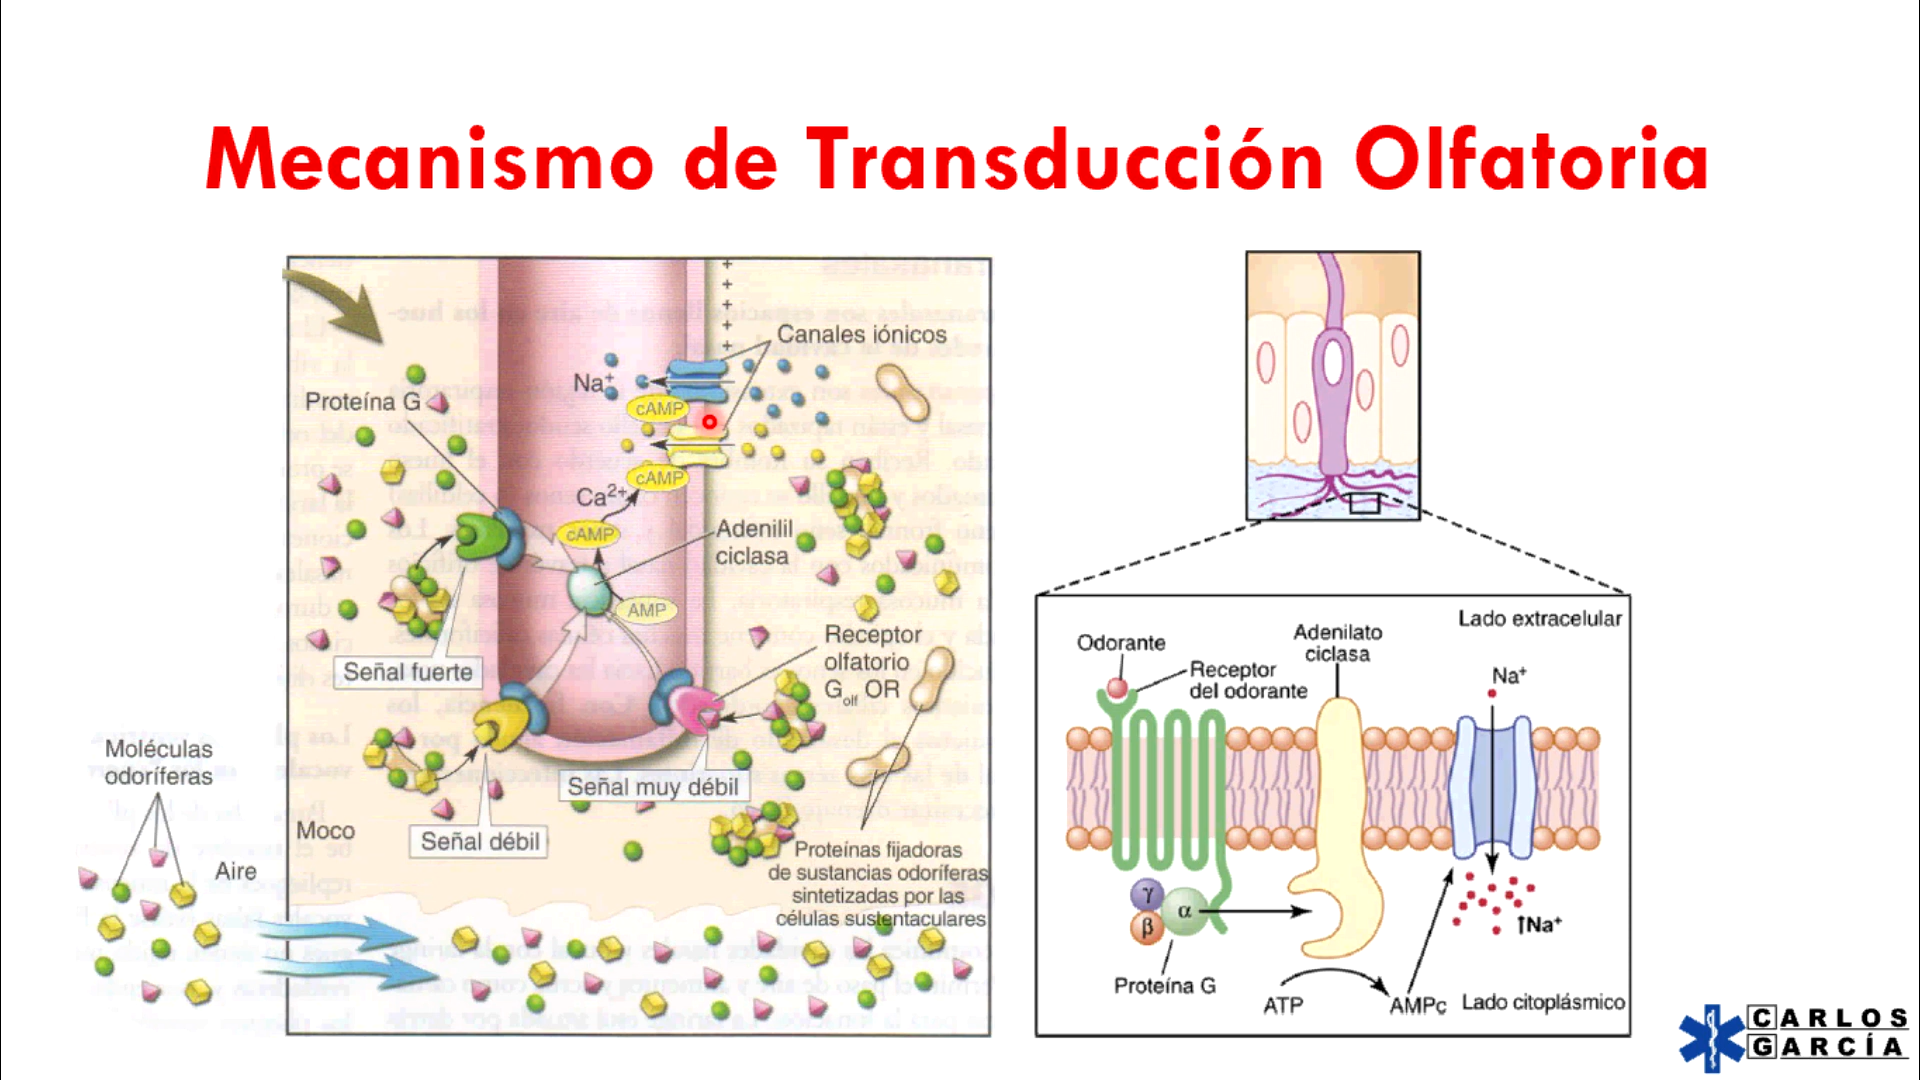 Mecanismo de Transducción Olfatoria
Canales iónicos
Na+
Proteína G
cAMP
cAMP
Ca2+
cAMP
Adenilil
ciclasa
AMP
Receptor
olfatorio
Golf OR
Señal fuerte
Señal muy débil
Señal débil
Moléculas
odoríferas
Moco
Aire
Proteínas fijadoras
de sustancias odoríferas
sintetizadas por las
células sustentaculares
Lado extracelular
Odorante
Adenilato
ciclasa
Receptor
del odorante
Na+
γ
α
β
↑Na+
Proteína G
ATP
AMPc
Lado citoplásmico
CARLOS
GARCÍA